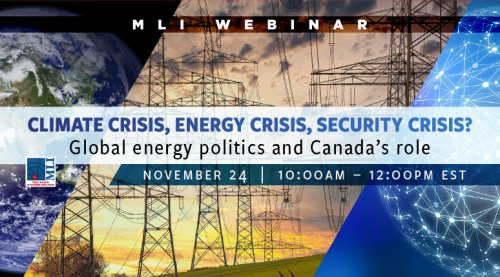 MLI WEBINAR
CLIMATE CRISIS, ENERGY CRISIS, SECURITY CRISIS?
Global energy politics and Canada's role
MLI
NOVEMBER 24 | 10:00AM – 12:00PM EST